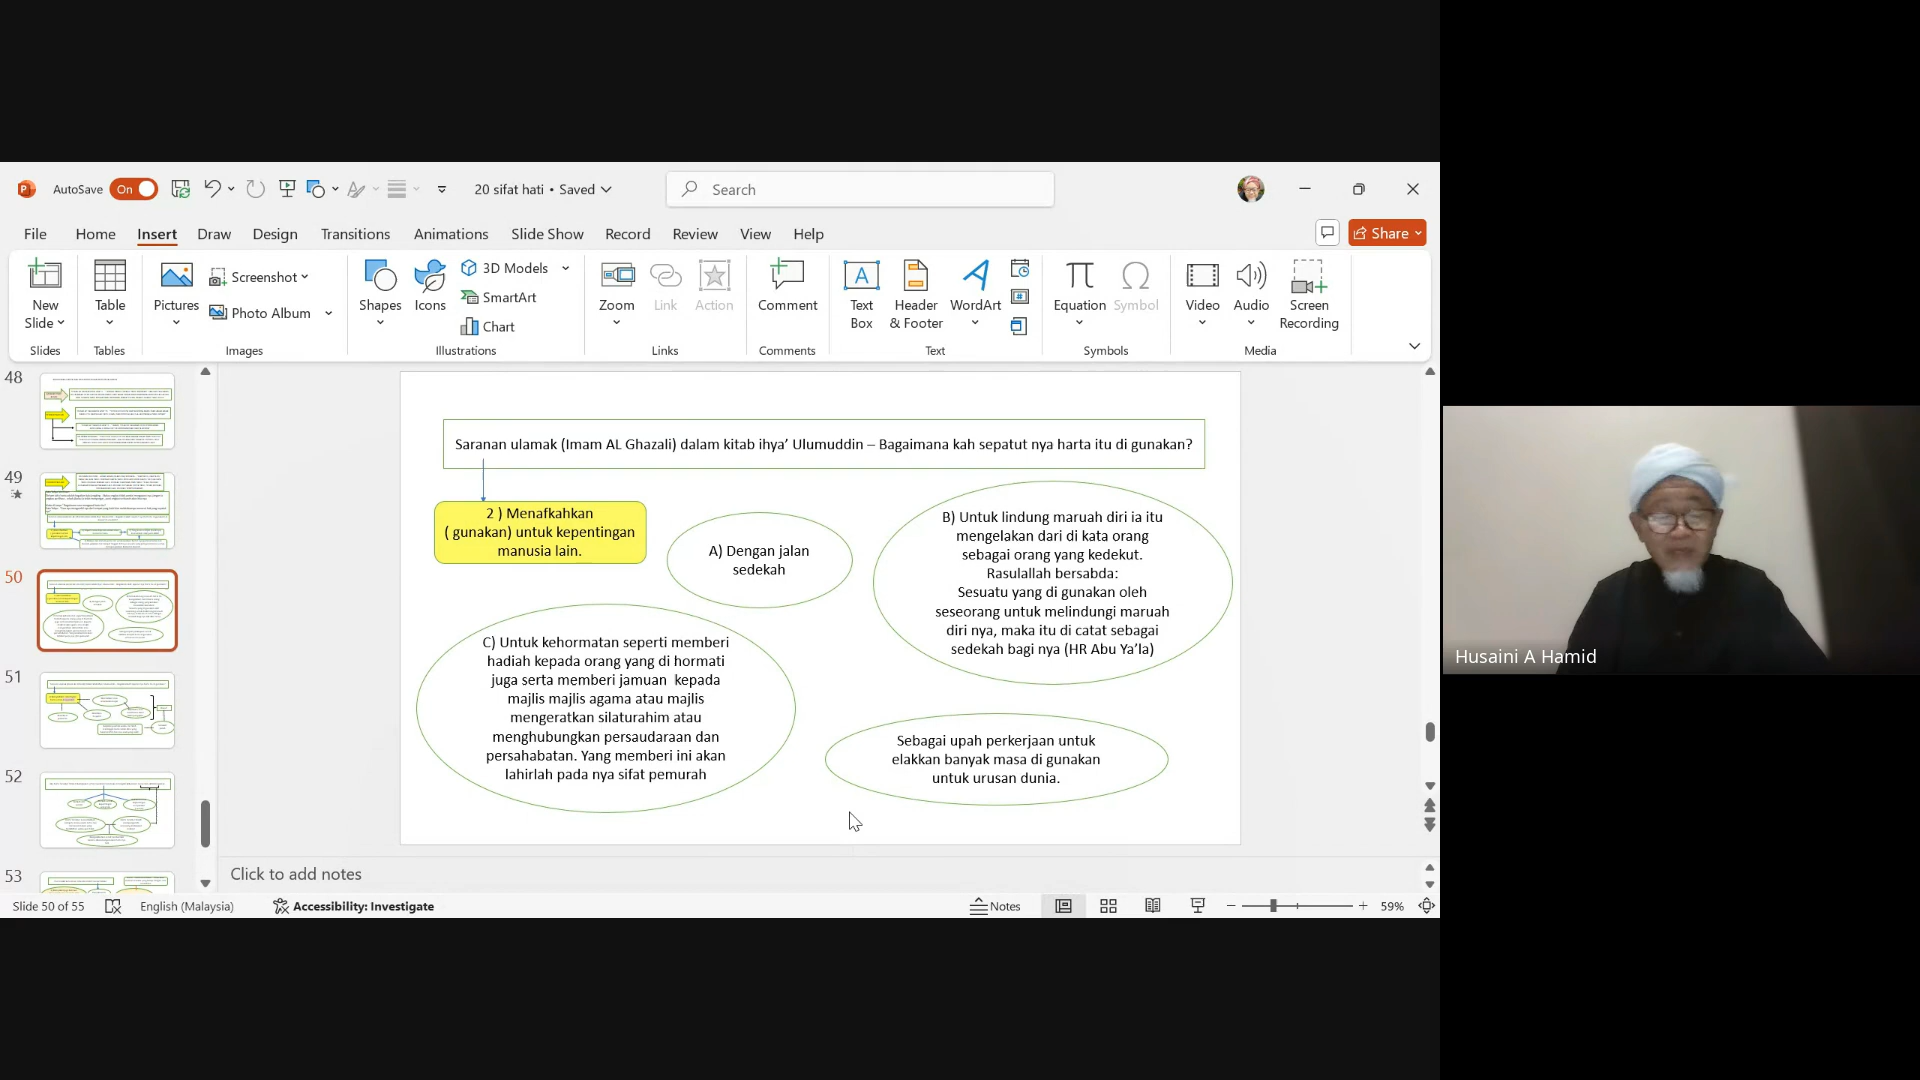 AutoSave On 20 sifat hati • Saved Search
File Home Insert Draw Design Transitions Animations Slide Show Record Review View Help Share
New Slide
Table
Pictures
Screenshot
Photo Album
Shapes
Icons
3D Models
SmartArt
Chart
Zoom
Link
Action
Comment
Text Box
Header & Footer
WordArt
Equation
Symbol
Video
Audio
Screen Recording
Slides Tables Images Illustrations Links Comments Text Symbols Media
48
49
50
51
52
53
Saranan ulamak (Imam AL Ghazali) dalam kitab ihya’ Ulumuddin – Bagaimana kah sepatut nya harta itu di gunakan?
2 ) Menafkahkan
( gunakan) untuk kepentingan
manusia lain.
A) Dengan jalan
sedekah
B) Untuk lindung maruah diri ia itu
mengelakan dari di kata orang
sebagai orang yang kedekut.
Rasulallah bersabda:
Sesuatu yang di gunakan oleh
seseorang untuk melindungi maruah
diri nya, maka itu di catat sebagai
sedekah bagi nya (HR Abu Ya’la)
C) Untuk kehormatan seperti memberi
hadiah kepada orang yang di hormati
juga serta memberi jamuan kepada
majlis majlis agama atau majlis
mengeratkan silaturahim atau
menghubungkan persaudaraan dan
persahabatan. Yang memberi ini akan
lahirlah pada nya sifat pemurah
Sebagai upah perkerjaan untuk
elakkan banyak masa di gunakan
untuk urusan dunia.
Click to add notes
Slide 50 of 55 English (Malaysia) Accessibility: Investigate Notes 59%
Husaini A Hamid